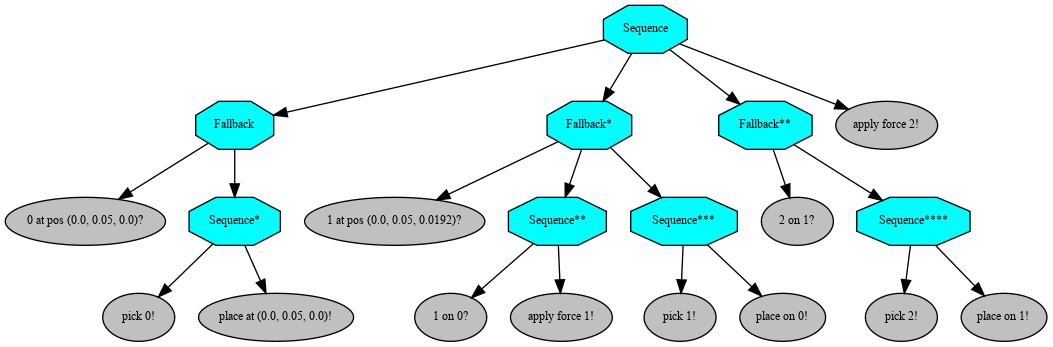 Sequence
Fallback
Fallback*
Fallback**
apply force 2!
0 at pos (0.0, 0.05, 0.0)?
Sequence*
1 at pos (0.0, 0.05, 0.0192)?
Sequence**
Sequence***
2 on 1?
Sequence****
pick 0!
place at (0.0, 0.05, 0.0)!
1 on 0?
apply force 1!
pick 1!
place on 0!
pick 2!
place on 1!